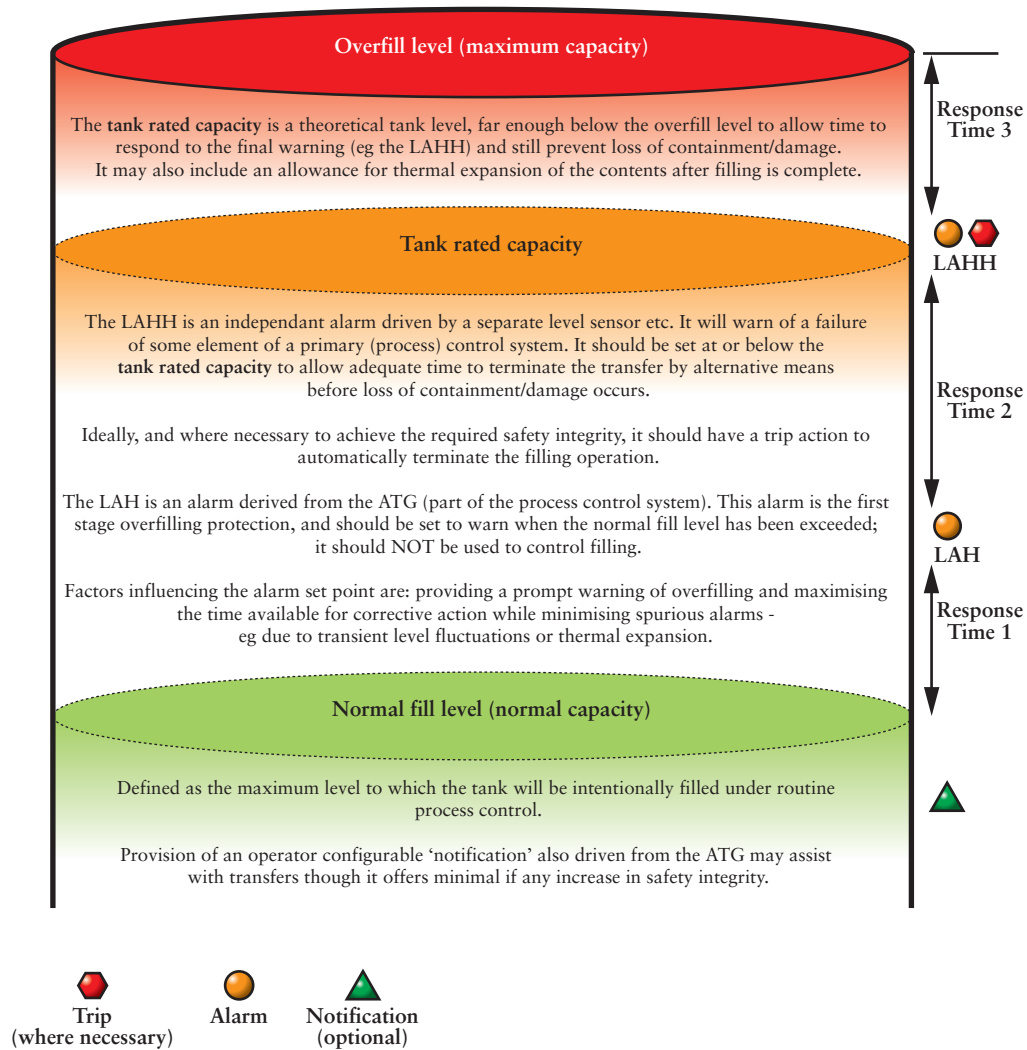 Overfill level (maximum capacity)
The tank rated capacity is a theoretical tank level, far enough below the overfill level to allow time to
respond to the final warning (eg the LAHH) and still prevent loss of containment/damage.
It may also include an allowance for thermal expansion of the contents after filling is complete.
Response
Time 3
Tank rated capacity
LAHH
The LAHH is an independant alarm driven by a separate level sensor etc. It will warn of a failure
of some element of a primary (process) control system. It should be set at or below the
tank rated capacity to allow adequate time to terminate the transfer by alternative means
before loss of containment/damage occurs.
Response
Time 2
Ideally, and where necessary to achieve the required safety integrity, it should have a trip action to
automatically terminate the filling operation.
The LAH is an alarm derived from the ATG (part of the process control system). This alarm is the first
stage overfilling protection, and should be set to warn when the normal fill level has been exceeded;
it should NOT be used to control filling.
LAH
Factors influencing the alarm set point are: providing a prompt warning of overfilling and maximising
the time available for corrective action while minimising spurious alarms -
eg due to transient level fluctuations or thermal expansion.
Response
Time 1
Normal fill level (normal capacity)
Defined as the maximum level to which the tank will be intentionally filled under routine
process control.
Provision of an operator configurable ‘notification’ also driven from the ATG may assist
with transfers though it offers minimal if any increase in safety integrity.
Trip
(where necessary)
Alarm
Notification
(optional)